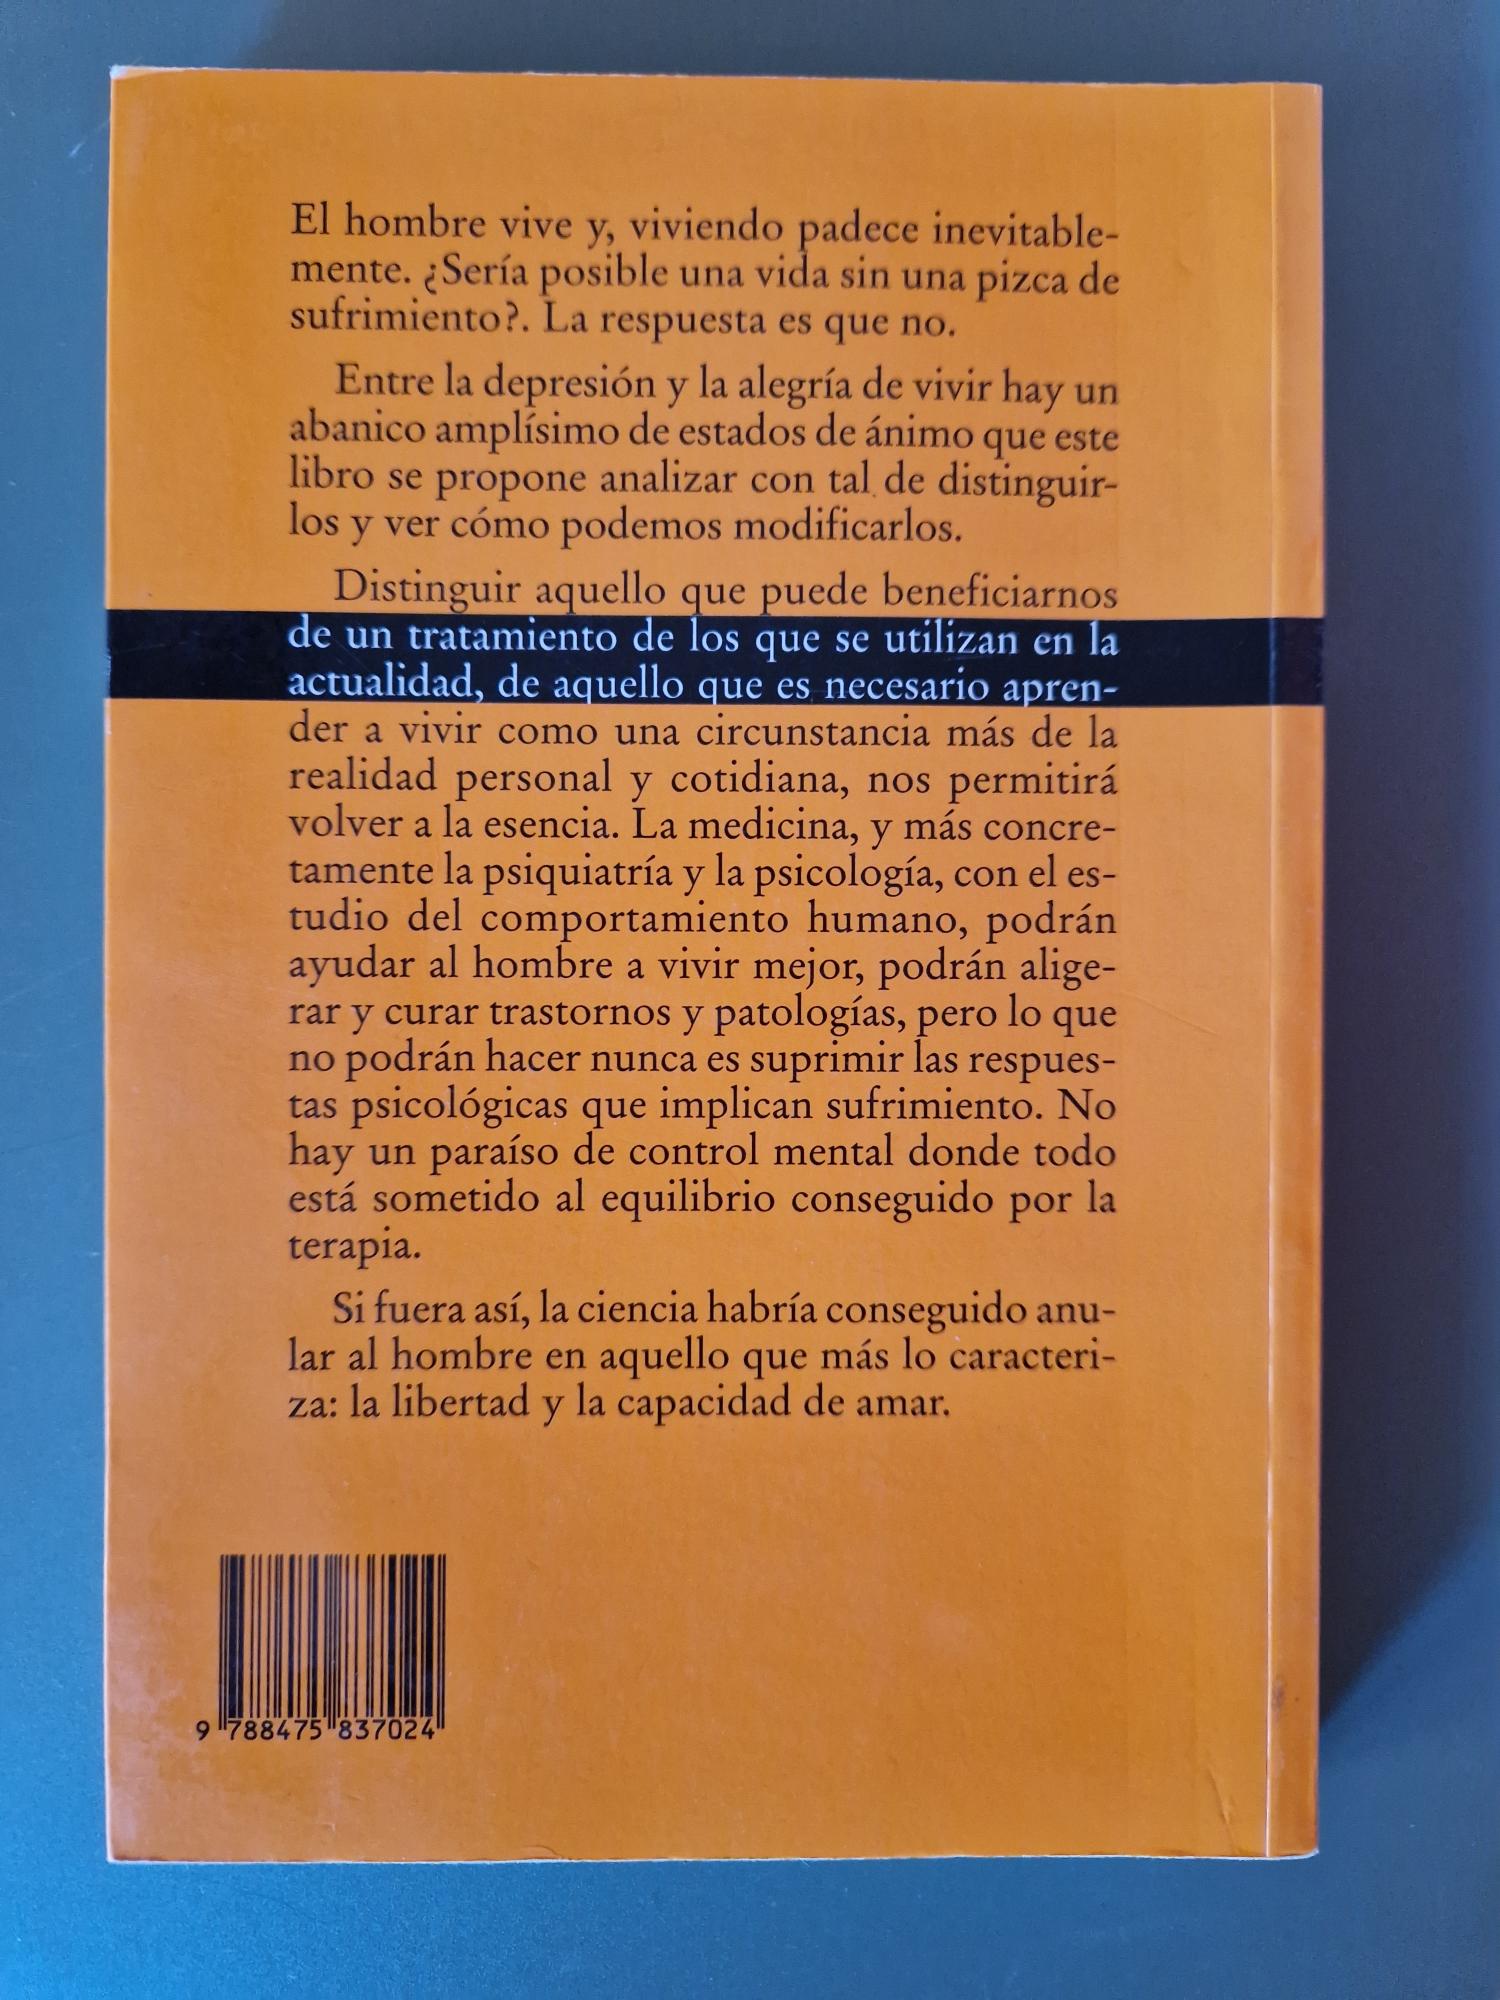 El hombre vive y, viviendo padece inevitable-
mente. ¿Sería posible una vida sin una pizca de
sufrimiento?. La respuesta es que no.
Entre la depresión y la alegría de vivir hay un
abanico amplísimo de estados de ánimo que este
libro se propone analizar con tal de distinguir-
los y ver cómo podemos modificarlos.
Distinguir aquello que puede beneficiarnos
de un tratamiento de los que se utilizan en la
actualidad, de aquello que es necesario apren-
der a vivir como una circunstancia más de la
realidad personal y cotidiana, nos permitirá
volver a la esencia. La medicina, y más concre-
tamente la psiquiatría y la psicología, con el es-
tudio del comportamiento humano, podrán
ayudar al hombre a vivir mejor, podrán alige-
rar y curar trastornos y patologías, pero lo que
no podrán hacer nunca es suprimir las respues-
tas psicológicas que implican sufrimiento. No
hay un paraíso de control mental donde todo
está sometido al equilibrio conseguido por la
terapia.
Si fuera así, la ciencia habría conseguido anu-
lar al hombre en aquello que más lo caracteri-
za: la libertad y la capacidad de amar.
9 788475 837024